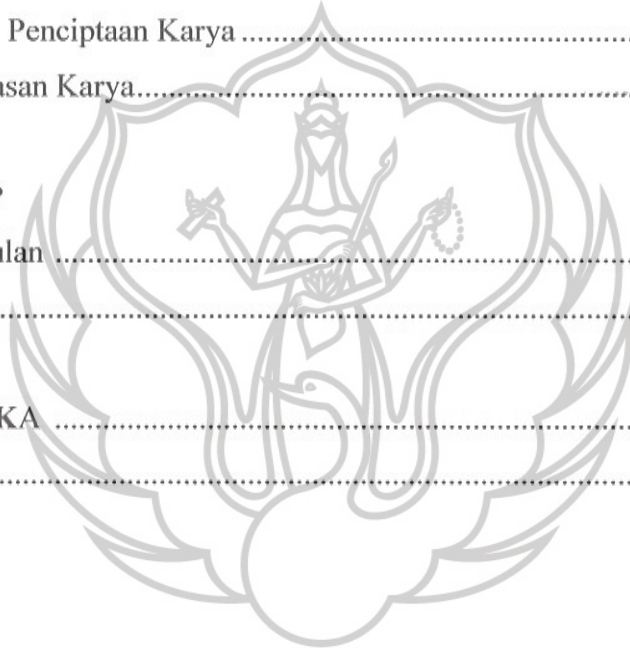 Penciptaan Karya ..........................................................
asan Karya..........................................................................
ulan ..........................................................................................
..................................................................................................
KA ..........................................................................................
..................................................................................................